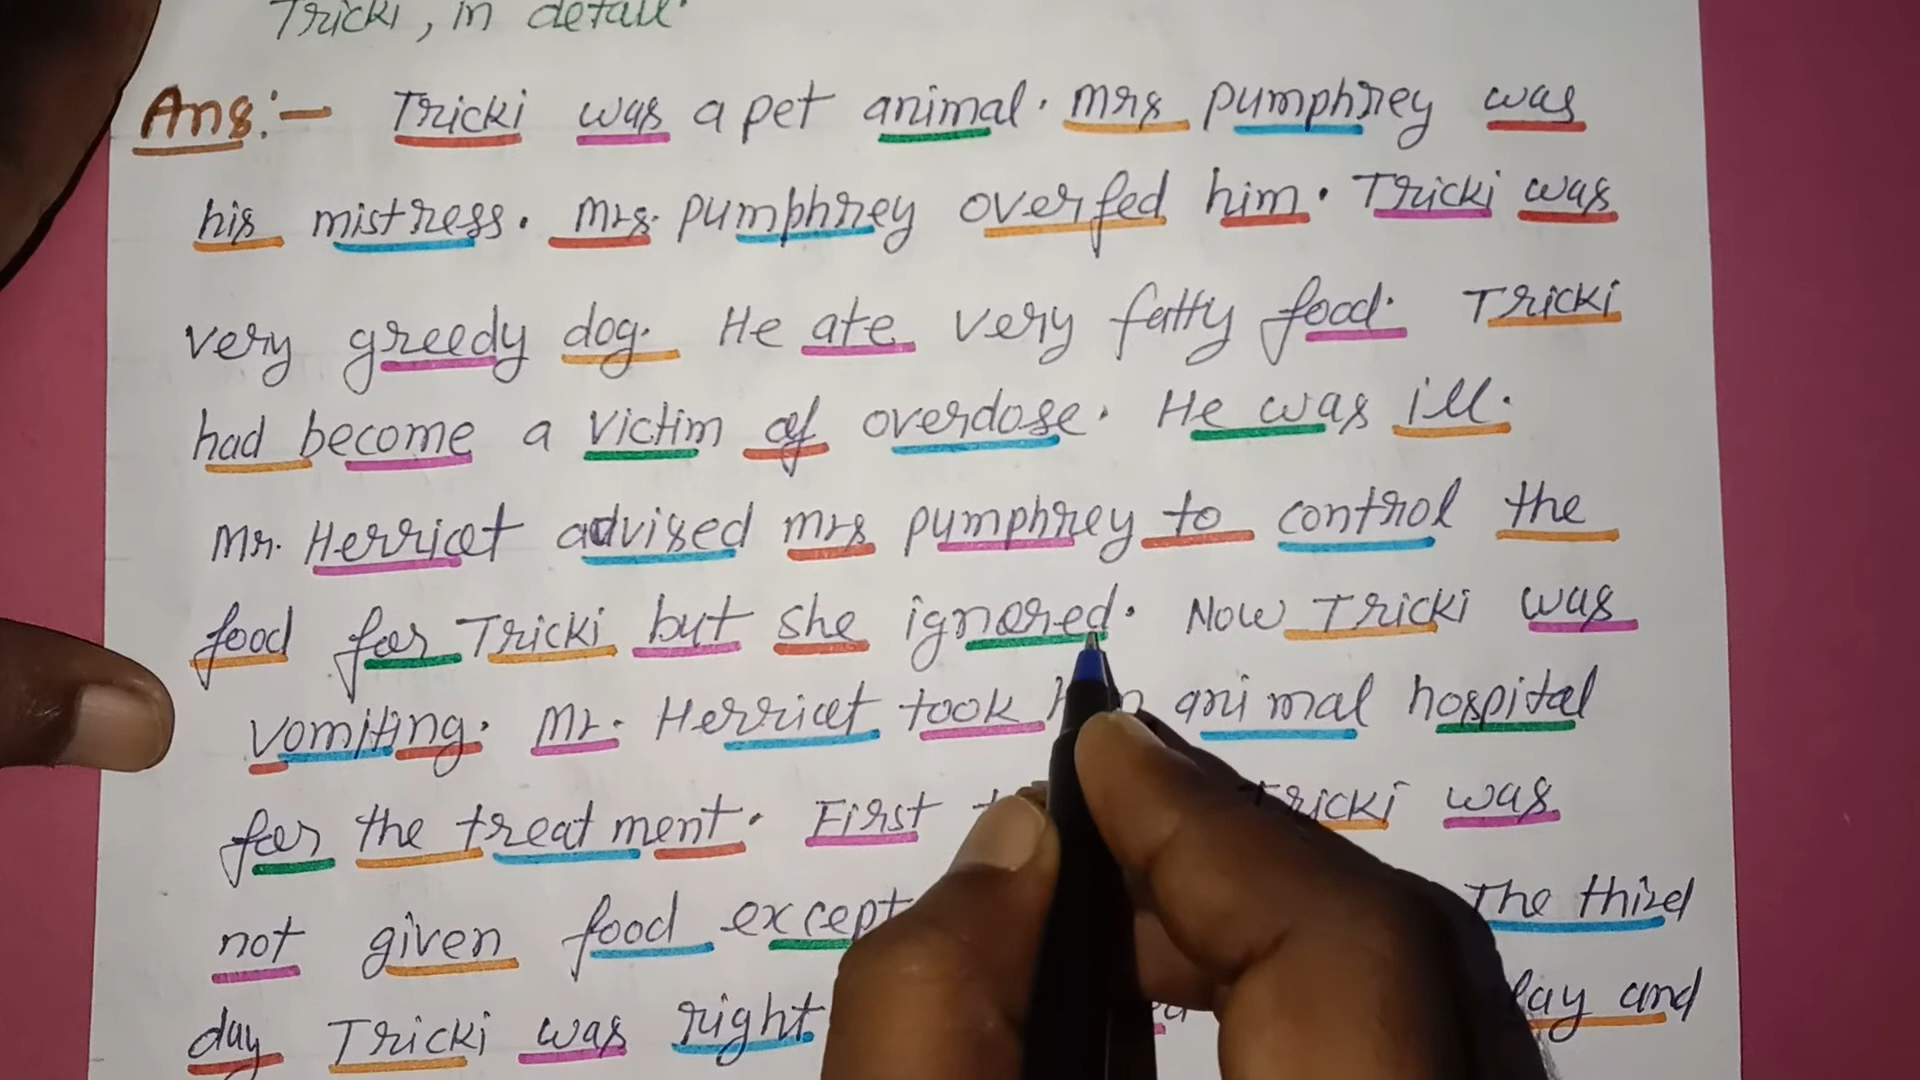 Tricki, in detail.
Ans:- Tricki was a pet animal. Mrs pumphrey was
his mistress. Mrs. pumphrey overfed him. Tricki was
very greedy dog. He ate very fatty food. Tricki
had become a victim of overdose. He was ill.
Mr. Herriot advised Mrs pumphrey to control the
food for Tricki but she ignored. Now Tricki was
vomiting. Mr. Herriot took animal hospital
for the treatment. First Tricki was
not given food except The third
day Tricki was right and